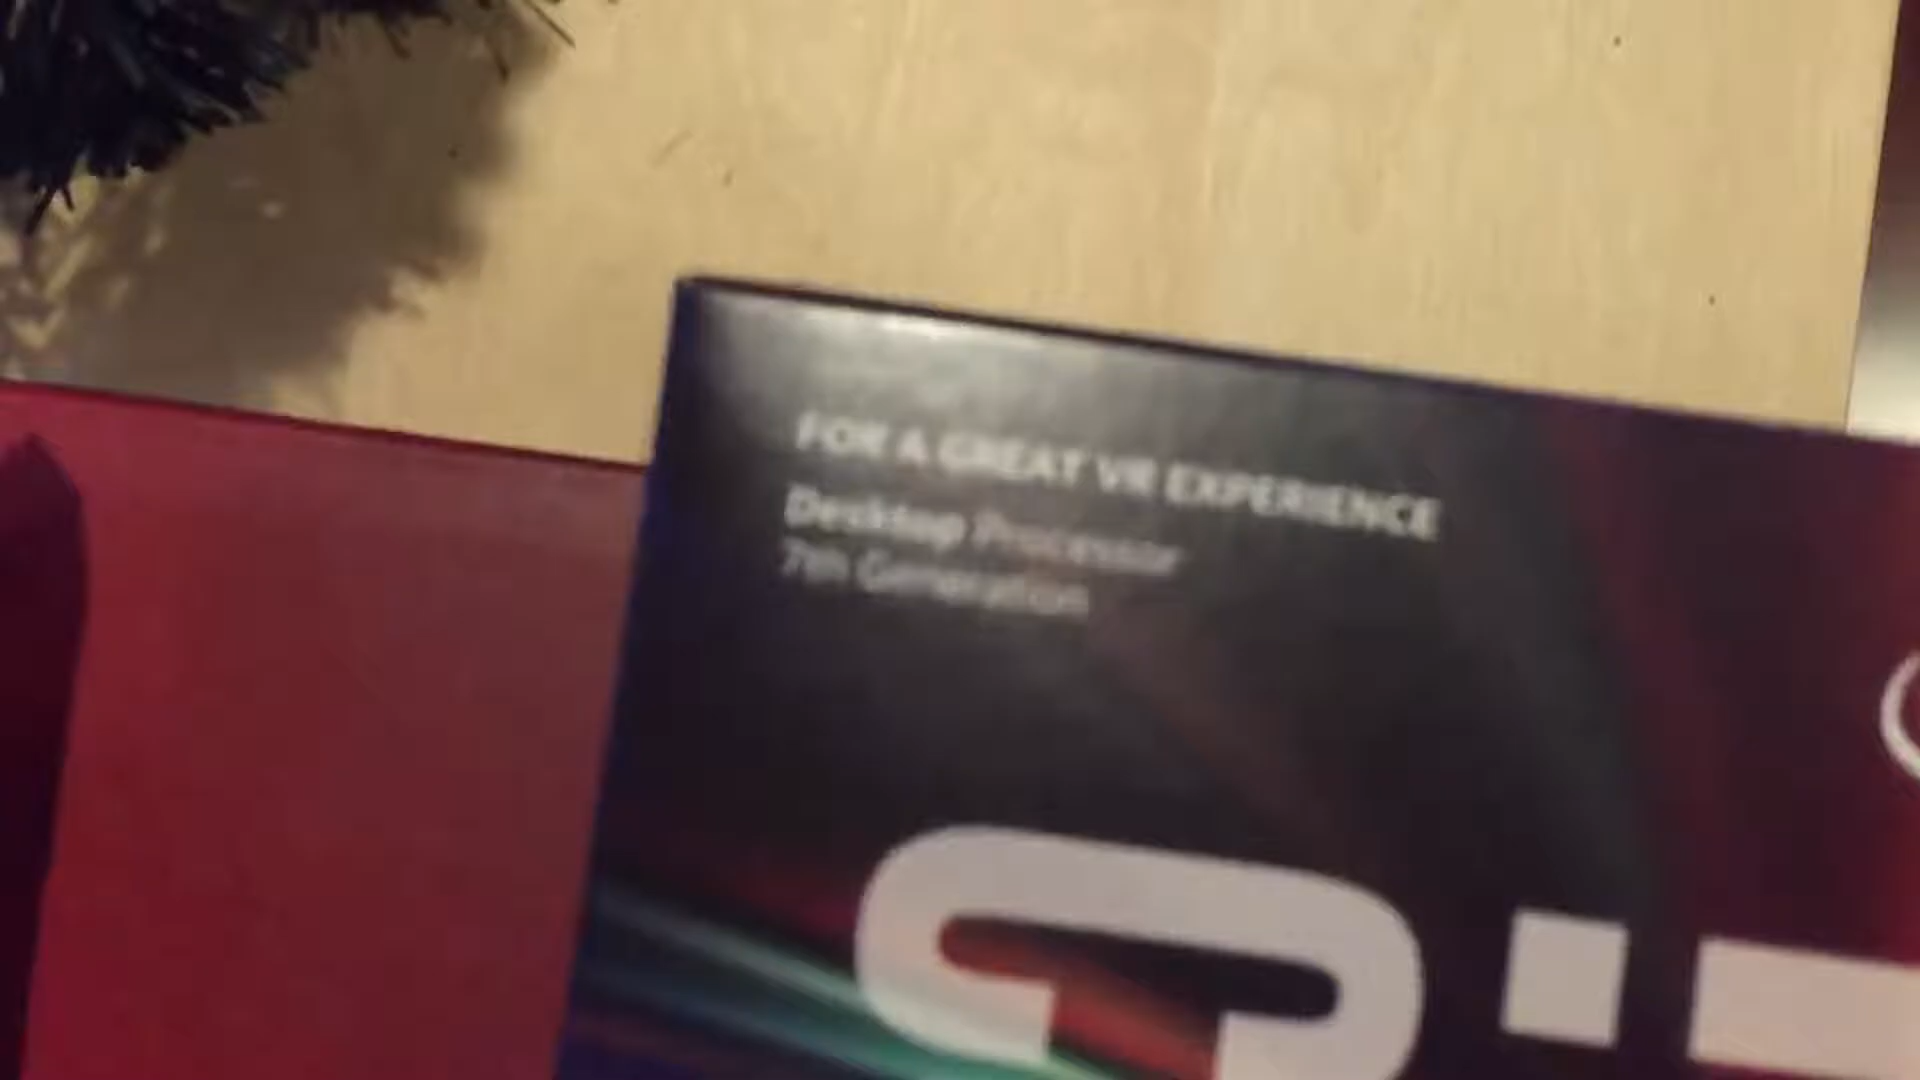 FOR A GREAT VR EXPERIENCE
Desktop Processor
7th Generation